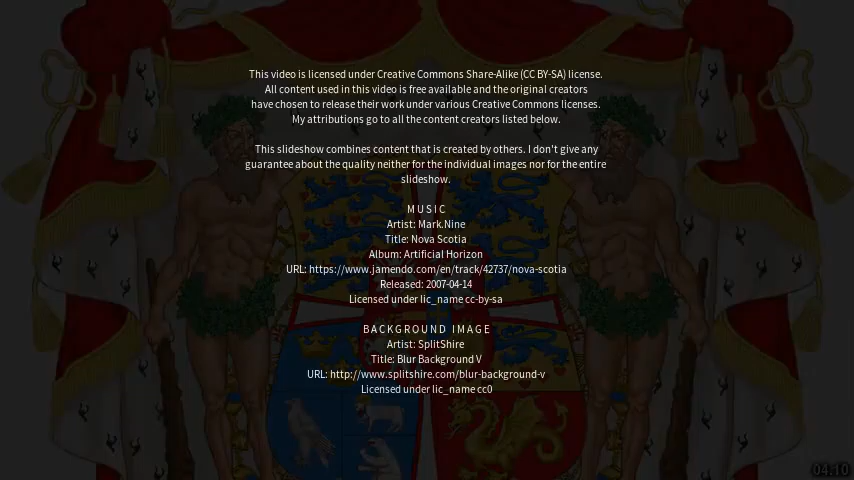 This video is licensed under Creative Commons Share-Alike (CC BY-SA) license.
All content used in this video is free available and the original creators
have chosen to release their work under various Creative Commons licenses.
My attributions go to all the content creators listed below.
This slideshow combines content that is created by others. I don't give any
guarantee about the quality neither for the individual images nor for the entire
slideshow.
MUSIC
Artist: Mark.Nine
Title: Nova Scotia
Album: Artificial Horizon
URL: https://www.jamendo.com/en/track/42737/nova-scotia
Released: 2007-04-14
Licensed under lic_name cc-by-sa
BACKGROUND IMAGE
Artist: SplitShire
Title: Blur Background V
URL: http://www.splitshire.com/blur-background-v
Licensed under lic_name cc0
04:10